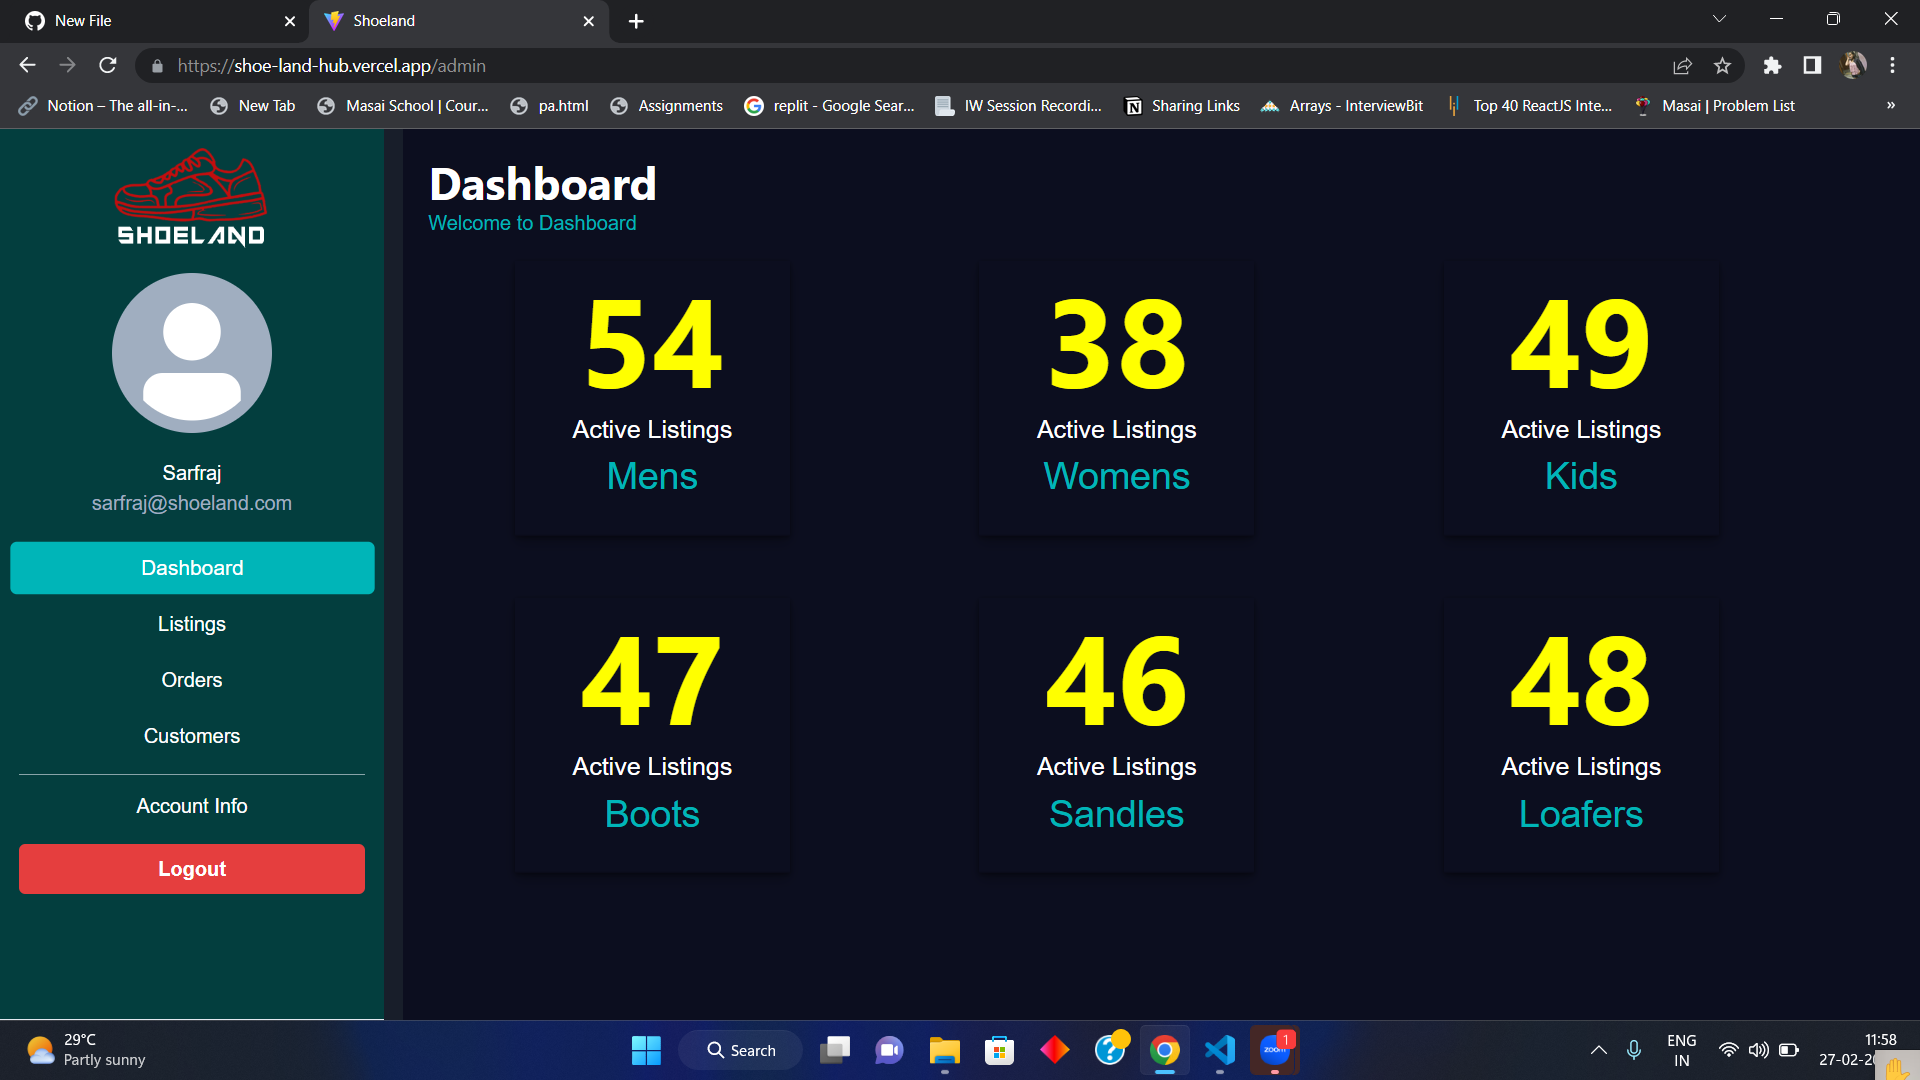 New File
Shoeland
https://shoe-land-hub.vercel.app/admin
Notion – The all-in-...
New Tab
Masai School | Cour...
pa.html
Assignments
replit - Google Sear...
IW Session Recordi...
Sharing Links
Arrays - InterviewBit
Top 40 ReactJS Inte...
Masai | Problem List
»
SHOELAND
Sarfraj
sarfraj@shoeland.com
Dashboard
Listings
Orders
Customers
Account Info
Logout
Dashboard
Welcome to Dashboard
54
Active Listings
Mens
38
Active Listings
Womens
49
Active Listings
Kids
47
Active Listings
Boots
46
Active Listings
Sandles
48
Active Listings
Loafers
29°C
Partly sunny
Search
zoom
1
ENG
IN
11:58
27-02-